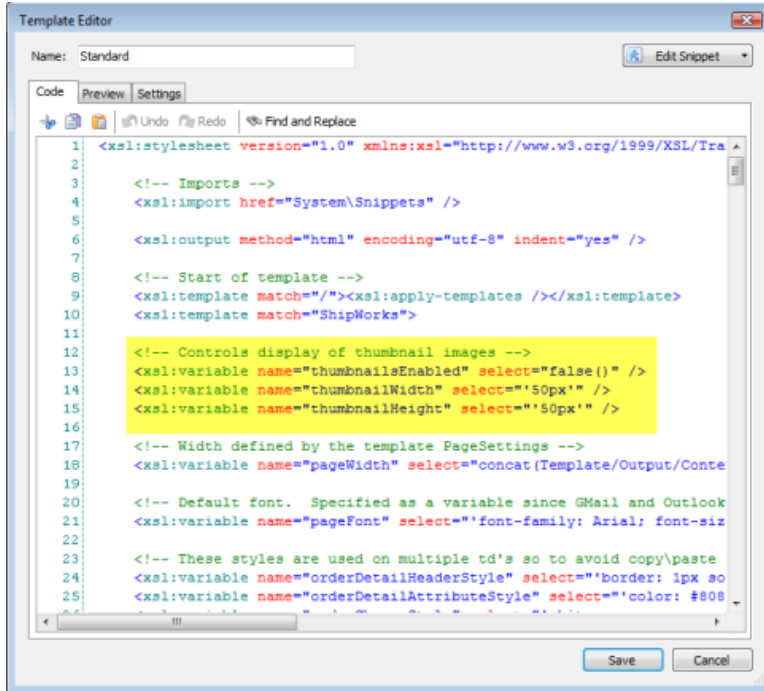 Template Editor
Name: Standard
Edit Snippet
Code Preview Settings
Undo Redo Find and Replace
1 <xsl:stylesheet version="1.0" xmlns:xsl="http://www.w3.org/1999/XSL/Tra
2
3 <!-- Imports -->
4 <xsl:import href="System\Snippets" />
5
6 <xsl:output method="html" encoding="utf-8" indent="yes" />
7
8 <!-- Start of template -->
9 <xsl:template match="/"><xsl:apply-templates /></xsl:template>
10 <xsl:template match="ShipWorks">
11
12 <!-- Controls display of thumbnail images -->
13 <xsl:variable name="thumbnailsEnabled" select="false()" />
14 <xsl:variable name="thumbnailWidth" select="'50px'" />
15 <xsl:variable name="thumbnailHeight" select="'50px'" />
16
17 <!-- Width defined by the template PageSettings -->
18 <xsl:variable name="pageWidth" select="concat(Template/Output/Conte
19
20 <!-- Default font.  Specified as a variable since GMail and Outlook
21 <xsl:variable name="pageFont" select="'font-family: Arial; font-siz
22
23 <!-- These styles are used on multiple td's so to avoid copy\paste
24 <xsl:variable name="orderDetailHeaderStyle" select="'border: 1px so
25 <xsl:variable name="orderDetailAttributeStyle" select="'color: #808
Save Cancel